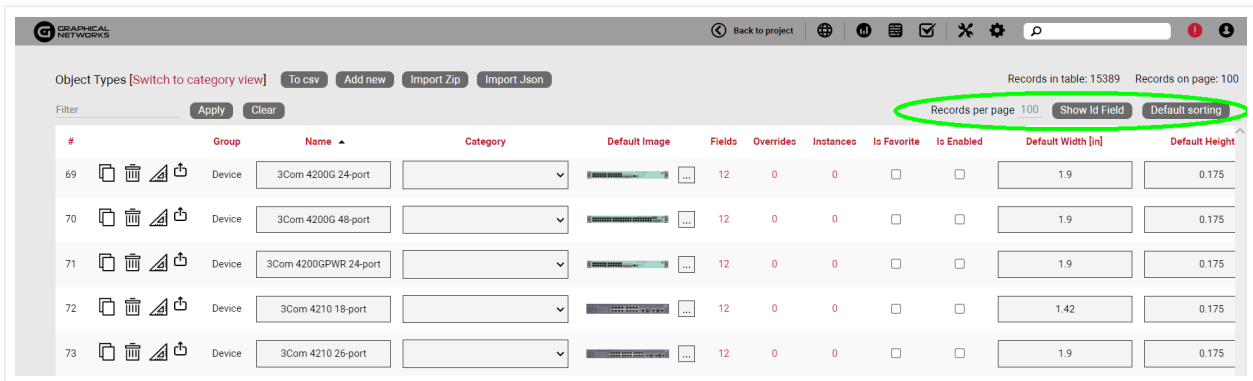 GRAPHICAL
NETWORKS
Back to project
Object Types [Switch to category view] To csv Add new Import Zip Import Json Records in table: 15389 Records on page: 100
Filter Apply Clear Records per page 100 Show Id Field Default sorting
# Group Name Category Default Image Fields Overrides Instances Is Favorite Is Enabled Default Width [in] Default Height
69 Device 3Com 4200G 24-port ... 12 0 0 1.9 0.175
70 Device 3Com 4200G 48-port ... 12 0 0 1.9 0.175
71 Device 3Com 4200GPWR 24-port ... 12 0 0 1.9 0.175
72 Device 3Com 4210 18-port ... 12 0 0 1.42 0.175
73 Device 3Com 4210 26-port ... 12 0 0 1.9 0.175